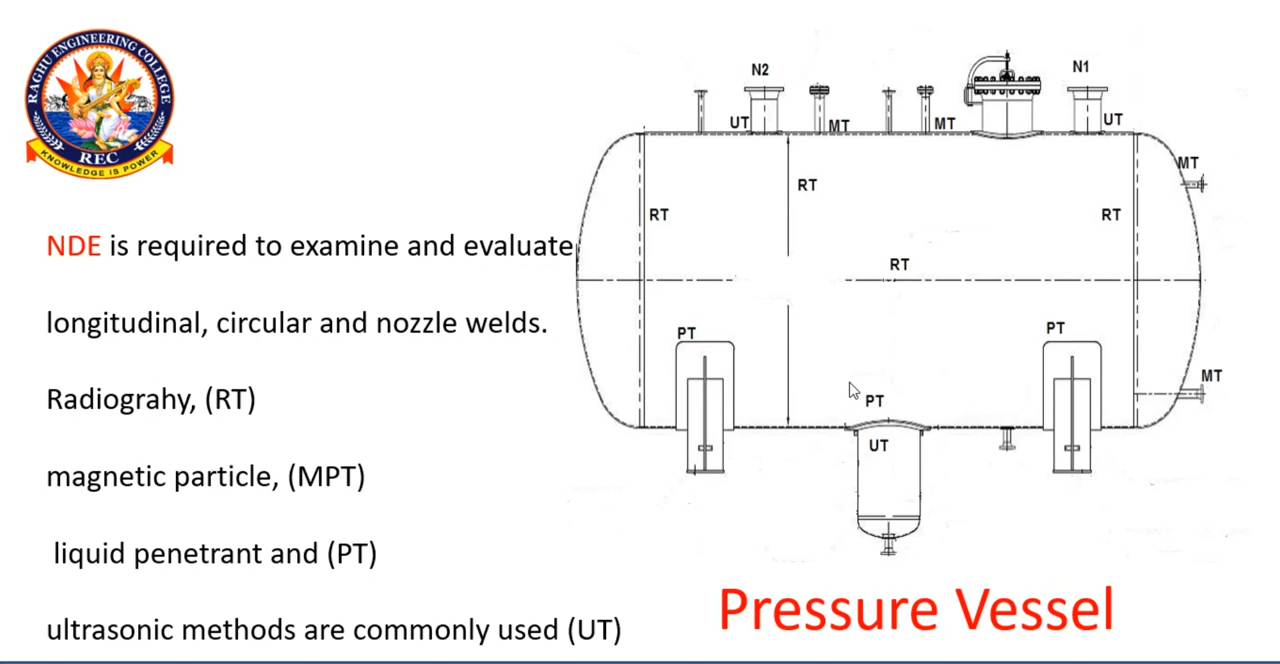 RAGHU ENGINEERING COLLEGE
REC
KNOWLEDGE IS POWER
NDE is required to examine and evaluate
longitudinal, circular and nozzle welds.
Radiograhy, (RT)
magnetic particle, (MPT)
liquid penetrant and (PT)
ultrasonic methods are commonly used (UT)
N2
N1
UT
MT
MT
UT
MT
RT
RT
RT
RT
PT
PT
MT
PT
UT
Pressure Vessel